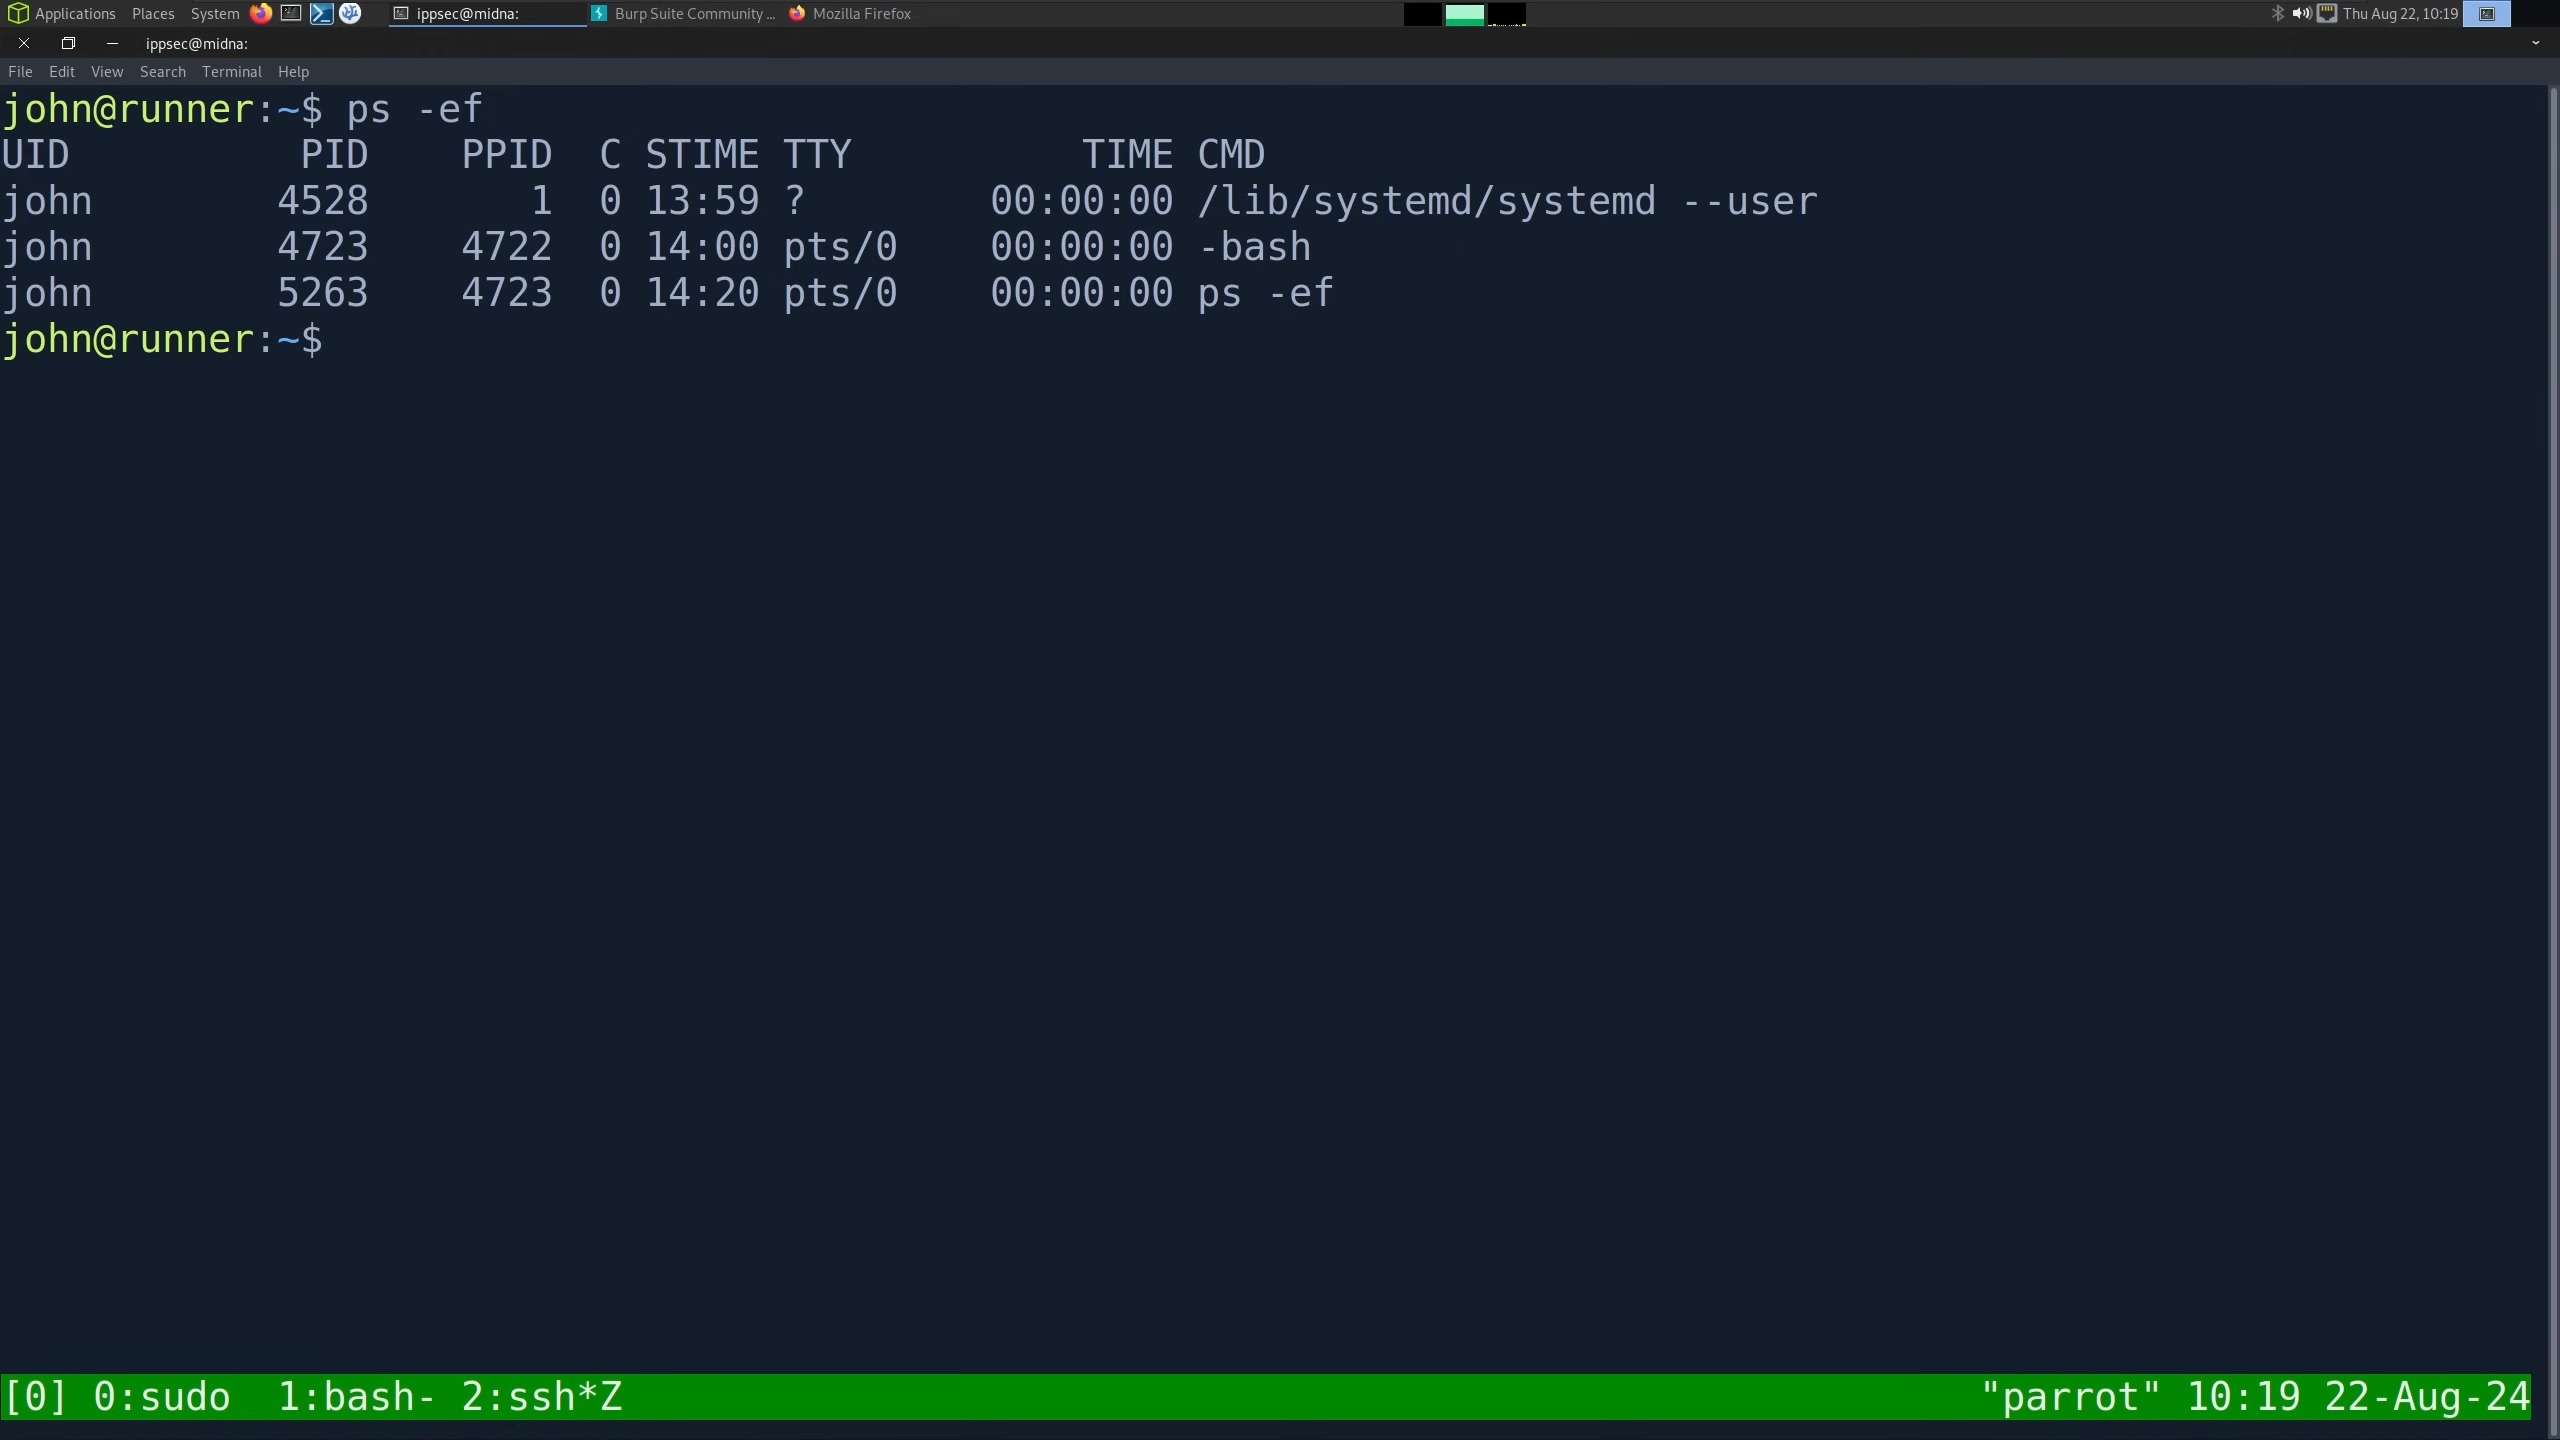 Applications Places System ippsec@midna: Burp Suite Community ... Mozilla Firefox Thu Aug 22, 10:19
ippsec@midna:
File Edit View Search Terminal Help
john@runner:~$ ps -ef
UID PID PPID C STIME TTY TIME CMD
john 4528 1 0 13:59 ? 00:00:00 /lib/systemd/systemd --user
john 4723 4722 0 14:00 pts/0 00:00:00 -bash
john 5263 4723 0 14:20 pts/0 00:00:00 ps -ef
john@runner:~$
[0] 0:sudo 1:bash- 2:ssh*Z "parrot" 10:19 22-Aug-24